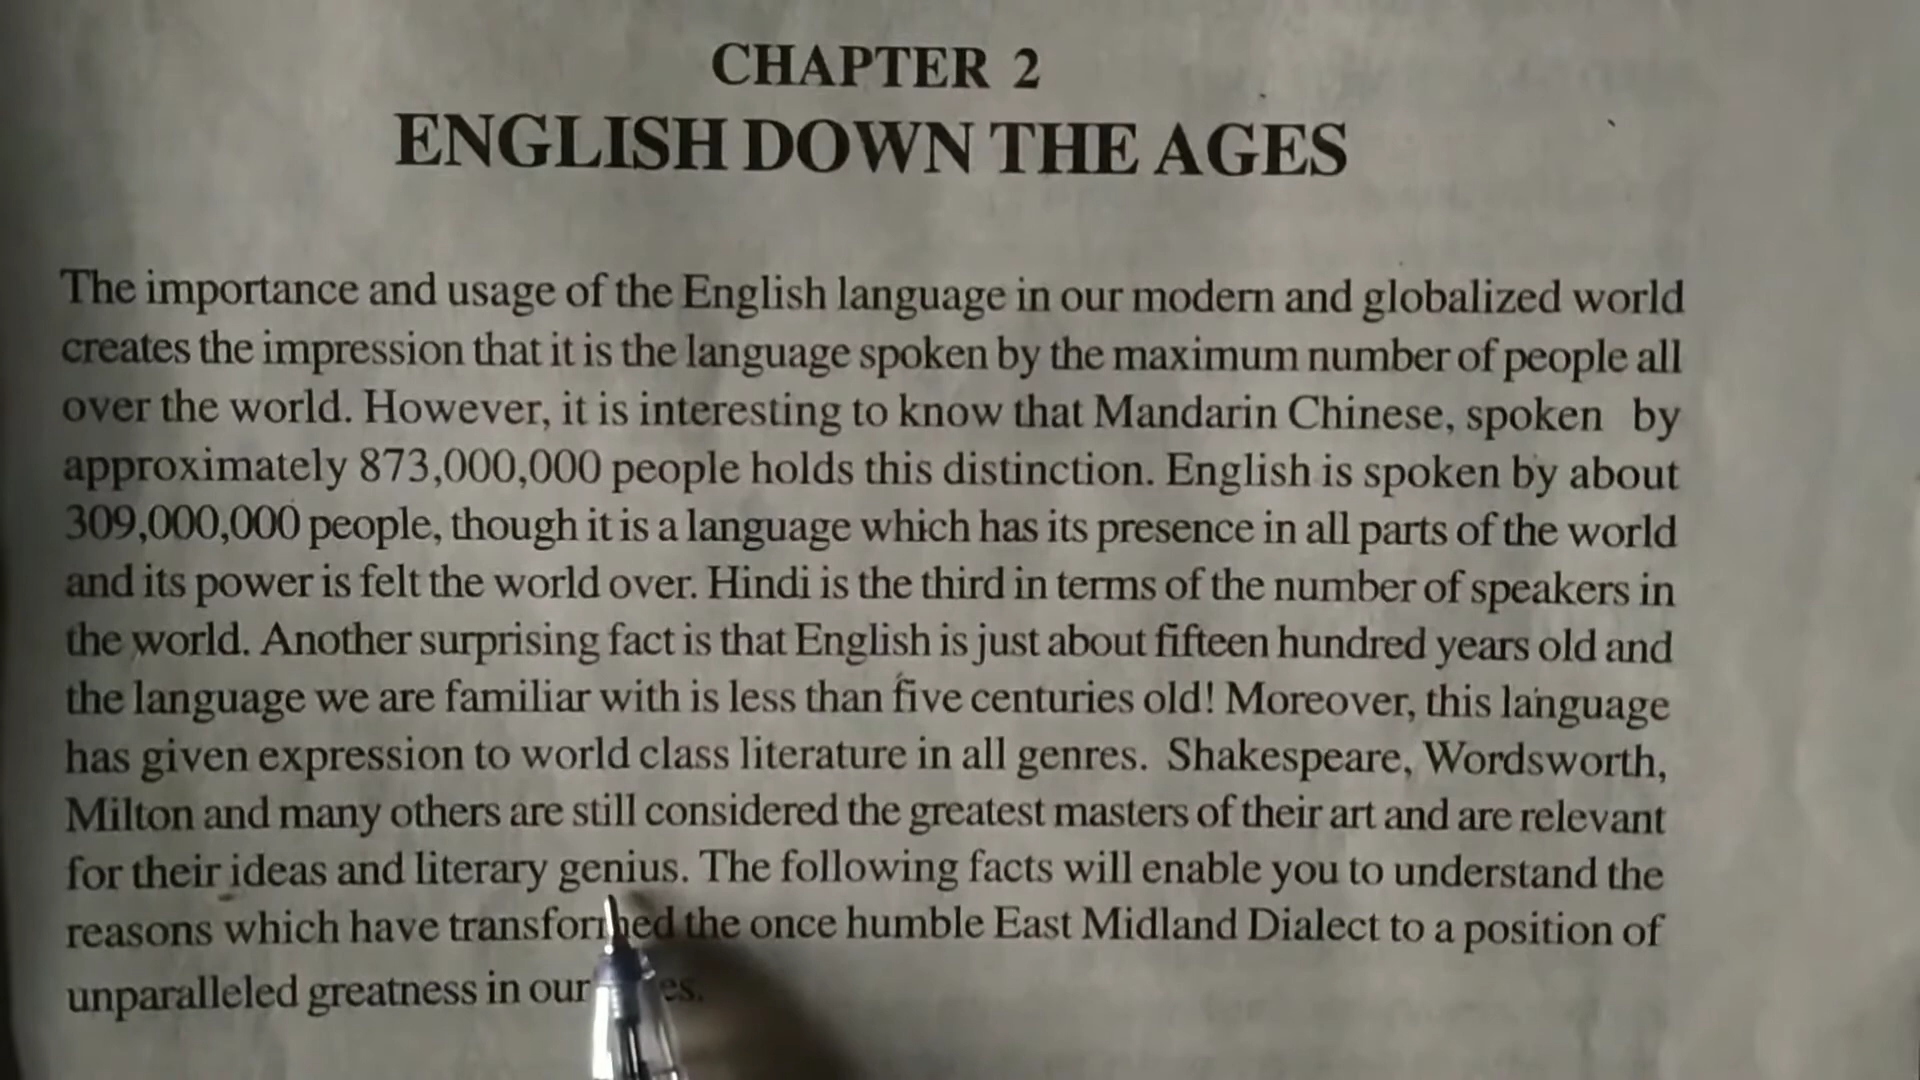 CHAPTER 2
ENGLISH DOWN THE AGES
The importance and usage of the English language in our modern and globalized world
creates the impression that it is the language spoken by the maximum number of people all
over the world. However, it is interesting to know that Mandarin Chinese, spoken by
approximately 873,000,000 people holds this distinction. English is spoken by about
309,000,000 people, though it is a language which has its presence in all parts of the world
and its power is felt the world over. Hindi is the third in terms of the number of speakers in
the world. Another surprising fact is that English is just about fifteen hundred years old and
the language we are familiar with is less than five centuries old! Moreover, this language
has given expression to world class literature in all genres. Shakespeare, Wordsworth,
Milton and many others are still considered the greatest masters of their art and are relevant
for their ideas and literary genius. The following facts will enable you to understand the
reasons which have transformed the once humble East Midland Dialect to a position of
unparalleled greatness in our